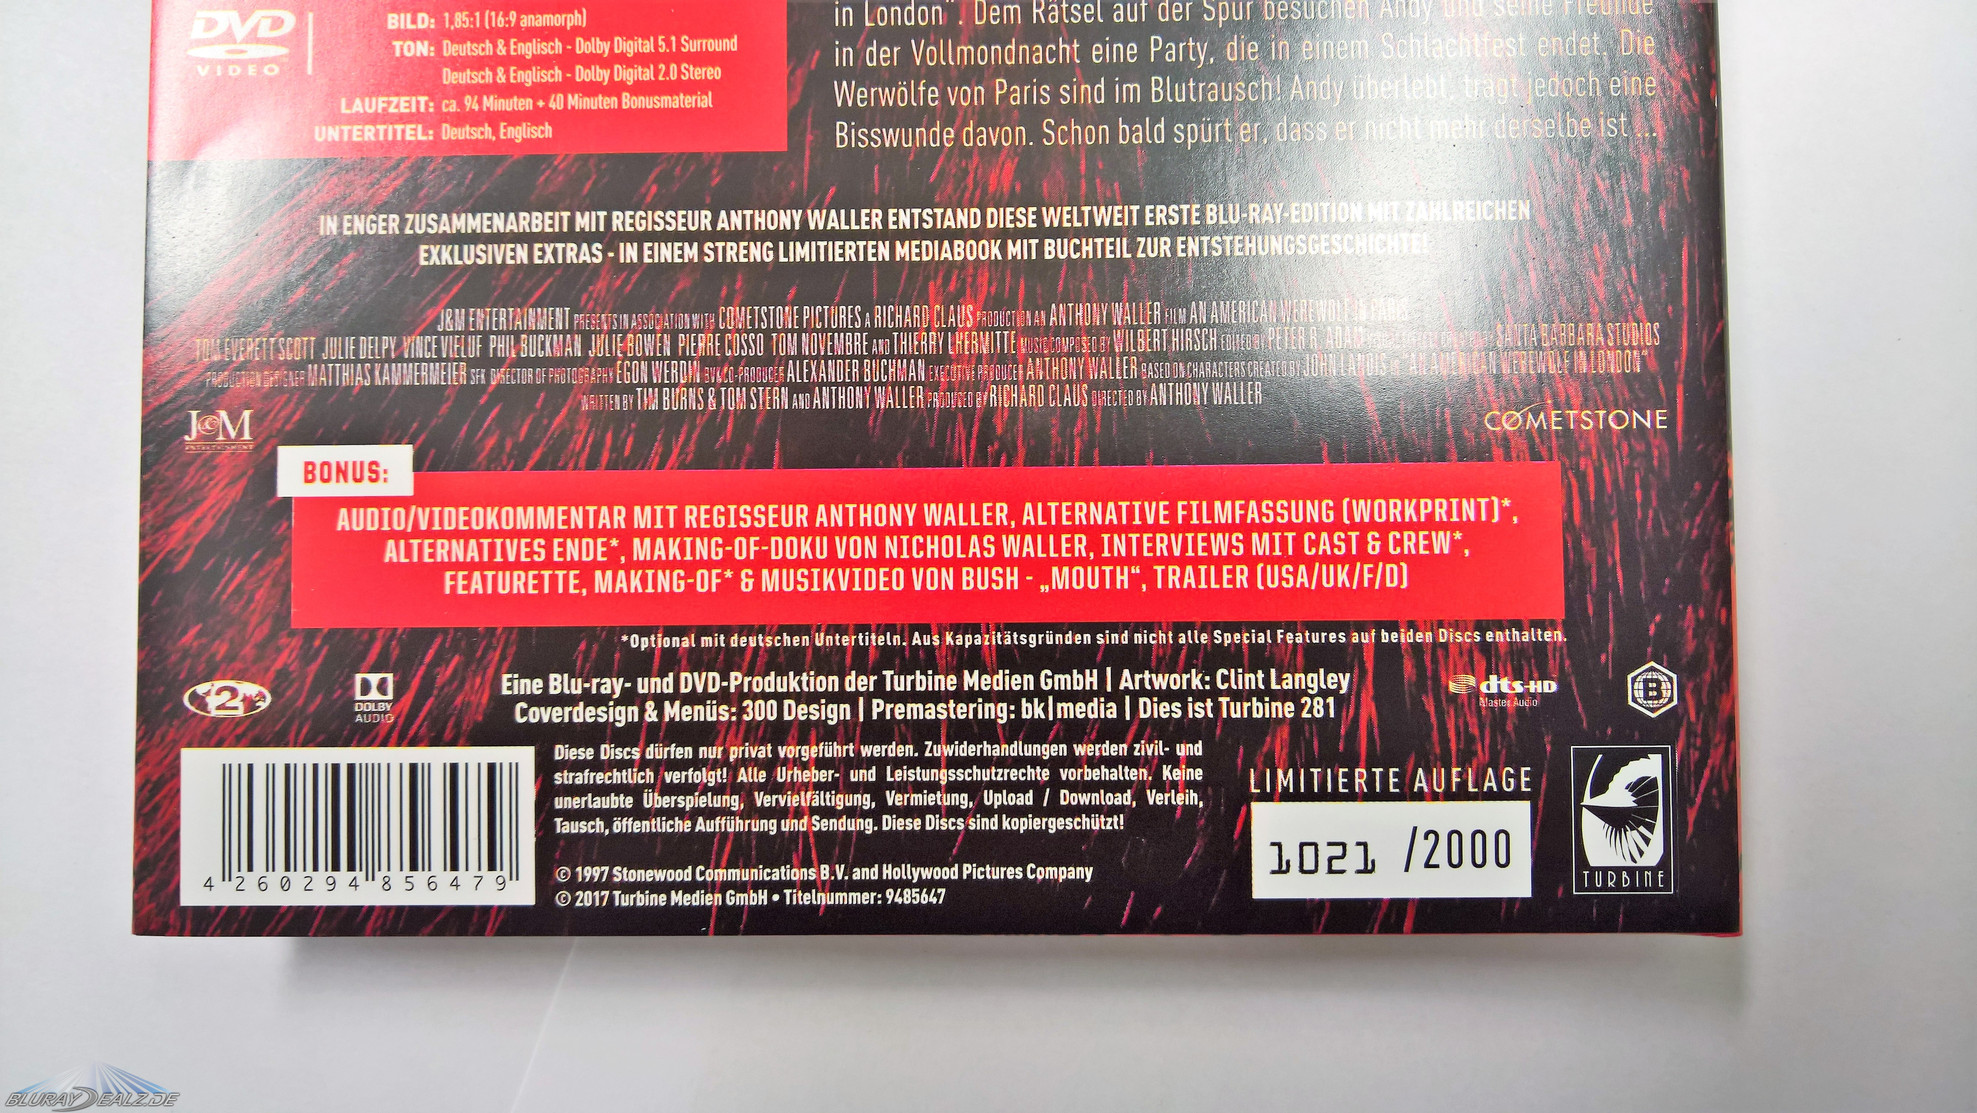 DVD
VIDEO
BILD: 1,85:1 (16:9 anamorph)
TON: Deutsch & Englisch - Dolby Digital 5.1 Surround
Deutsch & Englisch - Dolby Digital 2.0 Stereo
LAUFZEIT: ca. 94 Minuten + 40 Minuten Bonusmaterial
UNTERTITEL: Deutsch, Englisch
in London“. Dem Rätsel auf der Spur besuchen Andy und seine Freunde
in der Vollmondnacht eine Party, die in einem Schlachtfest endet. Die
Werwölfe von Paris sind im Blutrausch! Andy überlebt, trägt jedoch eine
Bisswunde davon. Schon bald spürt er, dass er nicht mehr derselbe ist ...
IN ENGER ZUSAMMENARBEIT MIT REGISSEUR ANTHONY WALLER ENTSTAND DIESE WELTWEIT ERSTE BLU-RAY-EDITION MIT ZAHLREICHEN
EXKLUSIVEN EXTRAS - IN EINEM STRENG LIMITIERTEN MEDIABOOK MIT BUCHTEIL ZUR ENTSTEHUNGSGESCHICHTE!
J&M ENTERTAINMENT PRESENTS IN ASSOCIATION WITH COMETSTONE PICTURES A RICHARD CLAUS PRODUCTION AN ANTHONY WALLER FILM AN AMERICAN WEREWOLF IN PARIS
TOM EVERETT SCOTT JULIE DELPY VINCE VIELUF PHIL BUCKMAN JULIE BOWEN PIERRE COSSO TOM NOVEMBRE AND THIERRY LHERMITTE MUSIC COMPOSED BY WILBERT HIRSCH EDITED BY PETER R. ADAM SANTA BARBARA STUDIOS
PRODUCTION DESIGNER MATTHIAS KAMMERMEIER SFK DIRECTOR OF PHOTOGRAPHY EGON WERDIN BVK CO-PRODUCER ALEXANDER BUCHMAN EXECUTIVE PRODUCER ANTHONY WALLER BASED ON CHARACTERS CREATED BY JOHN LANDIS IN "AN AMERICAN WEREWOLF IN LONDON"
WRITTEN BY TIM BURNS & TOM STERN AND ANTHONY WALLER PRODUCED BY RICHARD CLAUS DIRECTED BY ANTHONY WALLER
J&M
ENTERTAINMENT
COMETSTONE
BONUS:
AUDIO/VIDEOKOMMENTAR MIT REGISSEUR ANTHONY WALLER, ALTERNATIVE FILMFASSUNG (WORKPRINT)*,
ALTERNATIVES ENDE*, MAKING-OF-DOKU VON NICHOLAS WALLER, INTERVIEWS MIT CAST & CREW*,
FEATURETTE, MAKING-OF* & MUSIKVIDEO VON BUSH - „MOUTH“, TRAILER (USA/UK/F/D)
*Optional mit deutschen Untertiteln. Aus Kapazitätsgründen sind nicht alle Special Features auf beiden Discs enthalten.
2
DOLBY
AUDIO
Eine Blu-ray- und DVD-Produktion der Turbine Medien GmbH | Artwork: Clint Langley
Coverdesign & Menüs: 300 Design | Premastering: bk|media | Dies ist Turbine 281
dts-HD
Master Audio
B
Diese Discs dürfen nur privat vorgeführt werden. Zuwiderhandlungen werden zivil- und
strafrechtlich verfolgt! Alle Urheber- und Leistungsschutzrechte vorbehalten. Keine
unerlaubte Überspielung, Vervielfältigung, Vermietung, Upload / Download, Verleih,
Tausch, öffentliche Aufführung und Sendung. Diese Discs sind kopiergeschützt!
© 1997 Stonewood Communications B.V. and Hollywood Pictures Company
© 2017 Turbine Medien GmbH • Titelnummer: 9485647
4 260294 856479
LIMITIERTE AUFLAGE
1021 /2000
TURBINE
BLURAYDEALZ.DE